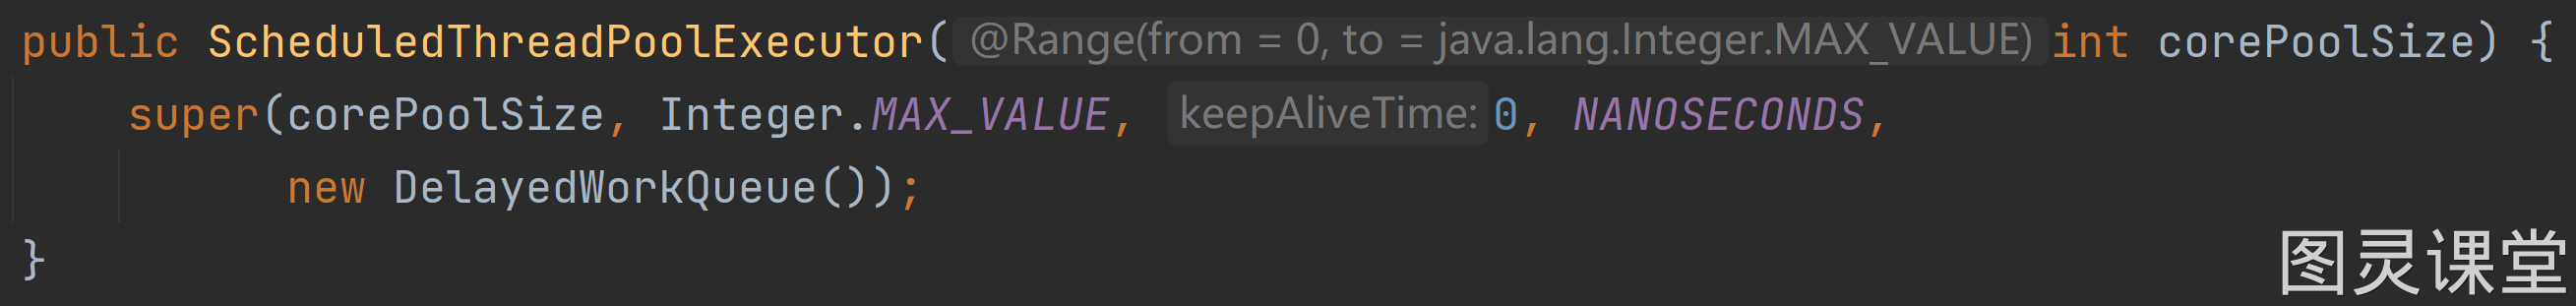 public ScheduledThreadPoolExecutor( @Range(from = 0, to = java.lang.Integer.MAX_VALUE) int corePoolSize) {
super(corePoolSize, Integer.MAX_VALUE, keepAliveTime: 0, NANOSECONDS,
new DelayedWorkQueue());
}
图灵课堂